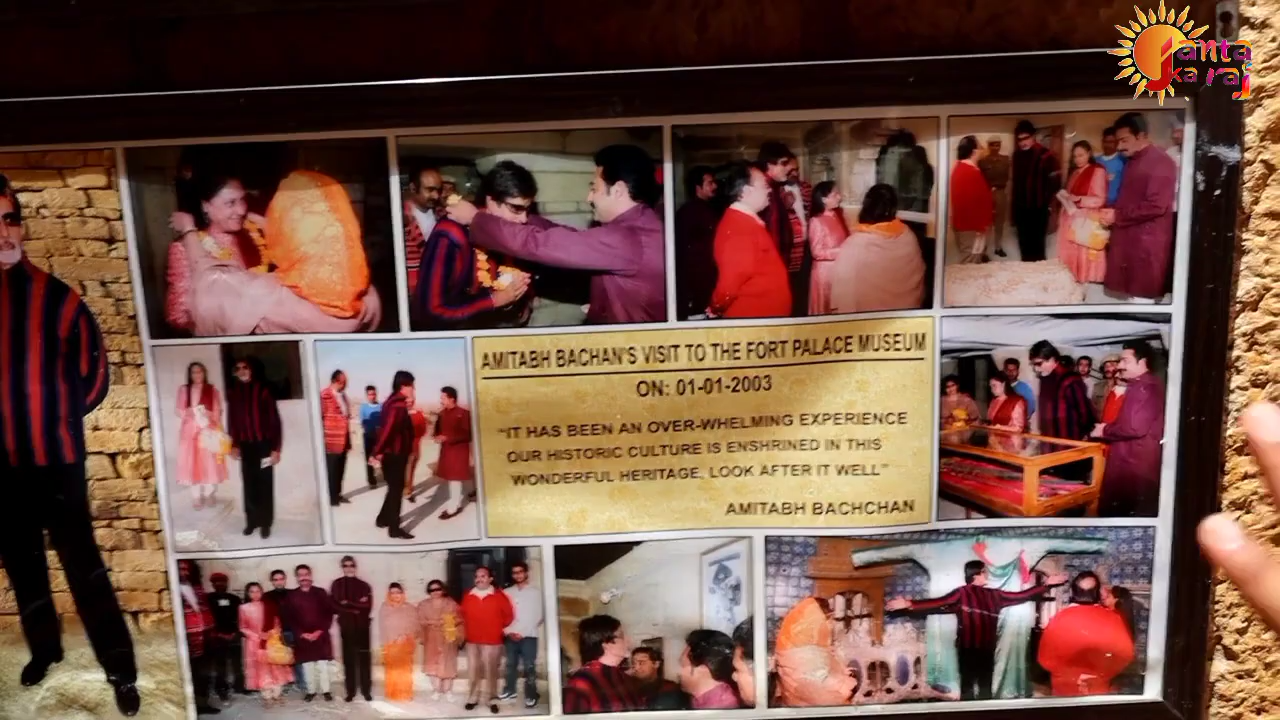 Janta
ka raj
AMITABH BACHAN'S VISIT TO THE FORT PALACE MUSEUM
ON: 01-01-2003
"IT HAS BEEN AN OVER-WHELMING EXPERIENCE
OUR HISTORIC CULTURE IS ENSHRINED IN THIS
WONDERFUL HERITAGE, LOOK AFTER IT WELL"
AMITABH BACHCHAN